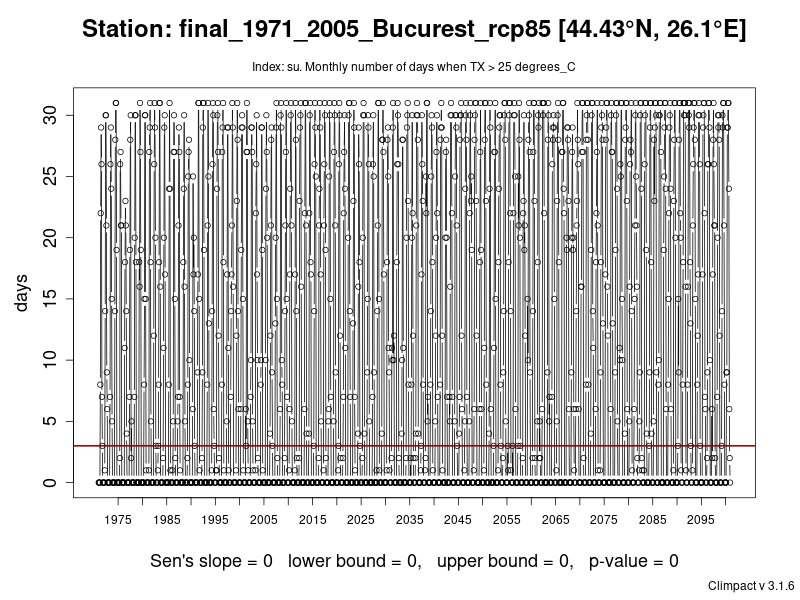 Station: final_1971_2005_Bucurest_rcp85 [44.43°N, 26.1°E]
Index: su. Monthly number of days when TX > 25 degrees_C
30
25
20
15
10
5
0
days
1975 1985 1995 2005 2015 2025 2035 2045 2055 2065 2075 2085 2095
Sen's slope = 0 lower bound = 0, upper bound = 0, p-value = 0
Climpact v 3.1.6